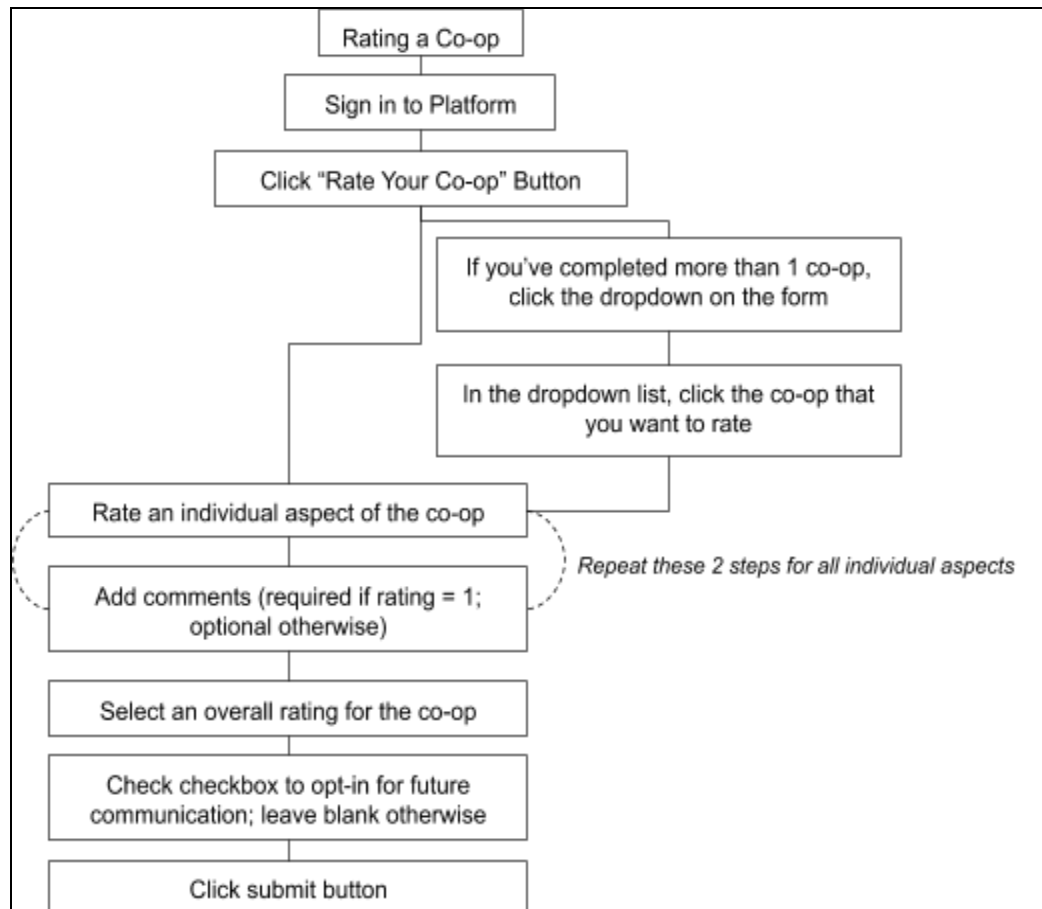 Rating a Co-op
Sign in to Platform
Click “Rate Your Co-op” Button
If you’ve completed more than 1 co-op,
click the dropdown on the form
In the dropdown list, click the co-op that
you want to rate
Rate an individual aspect of the co-op
Repeat these 2 steps for all individual aspects
Add comments (required if rating = 1;
optional otherwise)
Select an overall rating for the co-op
Check checkbox to opt-in for future
communication; leave blank otherwise
Click submit button